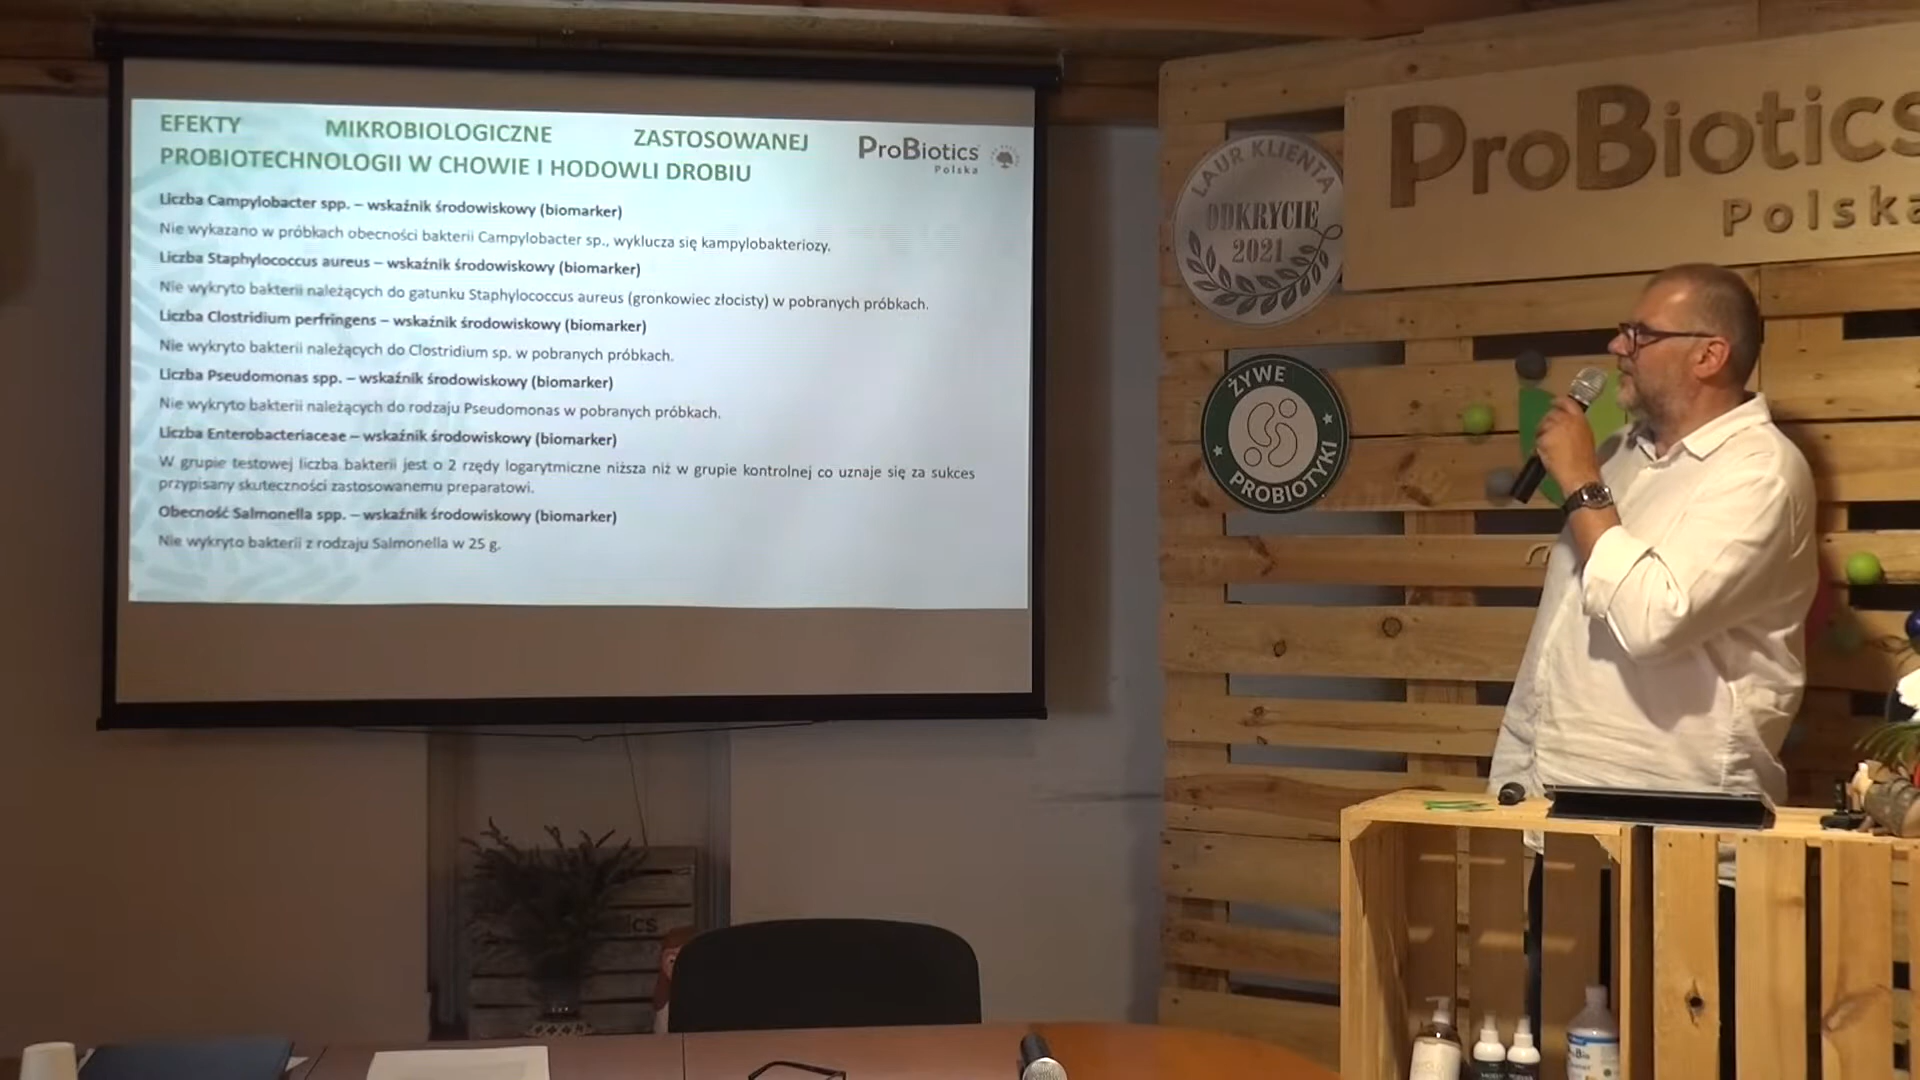 EFEKTY MIKROBIOLOGICZNE ZASTOSOWANEJ
PROBIOTECHNOLOGII W CHOWIE I HODOWLI DROBIU
ProBiotics
Polska
Liczba Campylobacter spp. – wskaźnik środowiskowy (biomarker)
Nie wykazano w próbkach obecności bakterii Campylobacter sp., wyklucza się kampylobakteriozy.
Liczba Staphylococcus aureus – wskaźnik środowiskowy (biomarker)
Nie wykryto bakterii należących do gatunku Staphylococcus aureus (gronkowiec złocisty) w pobranych próbkach.
Liczba Clostridium perfringens – wskaźnik środowiskowy (biomarker)
Nie wykryto bakterii należących do Clostridium sp. w pobranych próbkach.
Liczba Pseudomonas spp. – wskaźnik środowiskowy (biomarker)
Nie wykryto bakterii należących do rodzaju Pseudomonas w pobranych próbkach.
Liczba Enterobacteriaceae – wskaźnik środowiskowy (biomarker)
W grupie testowej liczba bakterii jest o 2 rzędy logarytmiczne niższa niż w grupie kontrolnej co uznaje się za sukces
przypisany skuteczności zastosowanemu preparatowi.
Obecność Salmonella spp. – wskaźnik środowiskowy (biomarker)
Nie wykryto bakterii z rodzaju Salmonella w 25 g.
LAUR KLIENTA
ODKRYCIE
2021
ProBiotics
Polska
ŻYWE
PROBIOTYKI